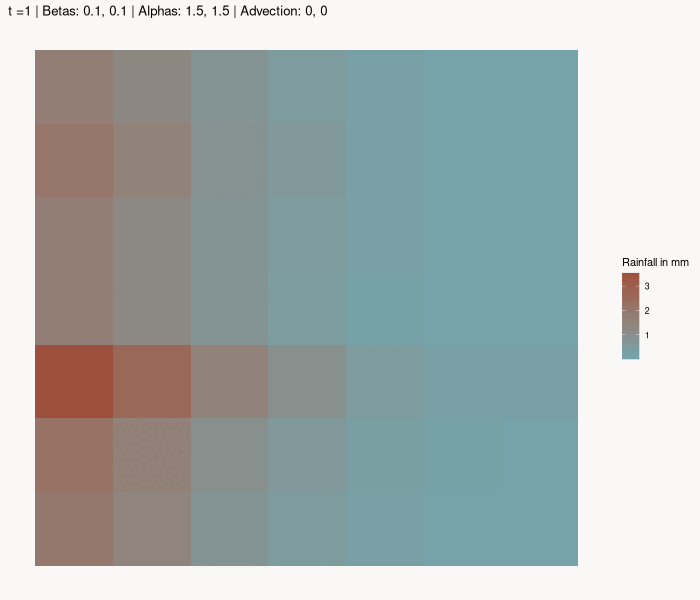 t =1 | Betas: 0.1, 0.1 | Alphas: 1.5, 1.5 | Advection: 0, 0
Rainfall in mm
3
2
1